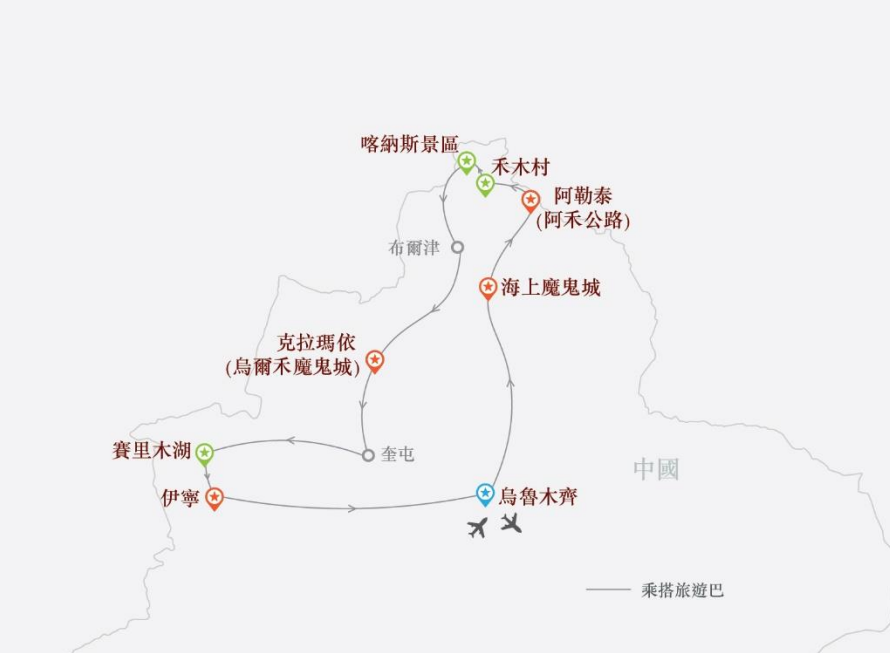 喀納斯景區
禾木村
阿勒泰
(阿禾公路)
布爾津
海上魔鬼城
克拉瑪依
(烏爾禾魔鬼城)
賽里木湖
奎屯
中國
伊寧
烏魯木齊
乘搭旅遊巴